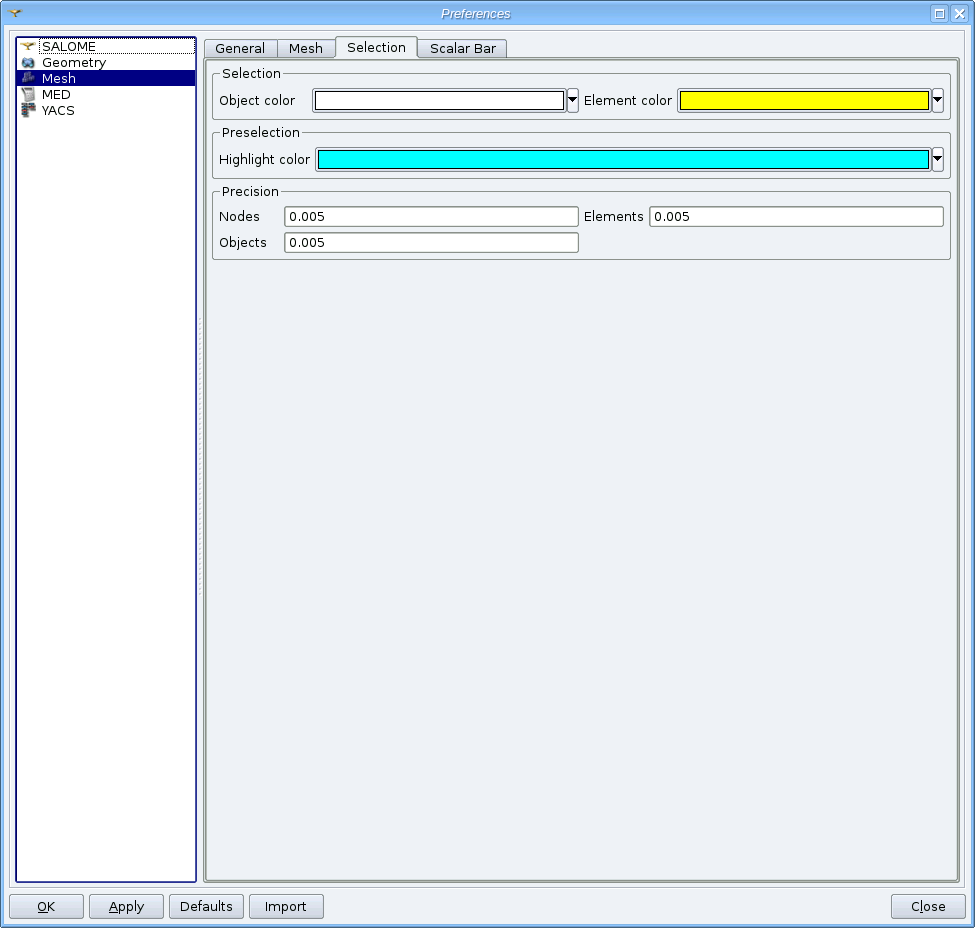 Preferences
SALOME
Geometry
Mesh
MED
YACS
General Mesh Selection Scalar Bar
Selection
Object color Element color
Preselection
Highlight color
Precision
Nodes 0.005 Elements 0.005
Objects 0.005
OK Apply Defaults Import Close